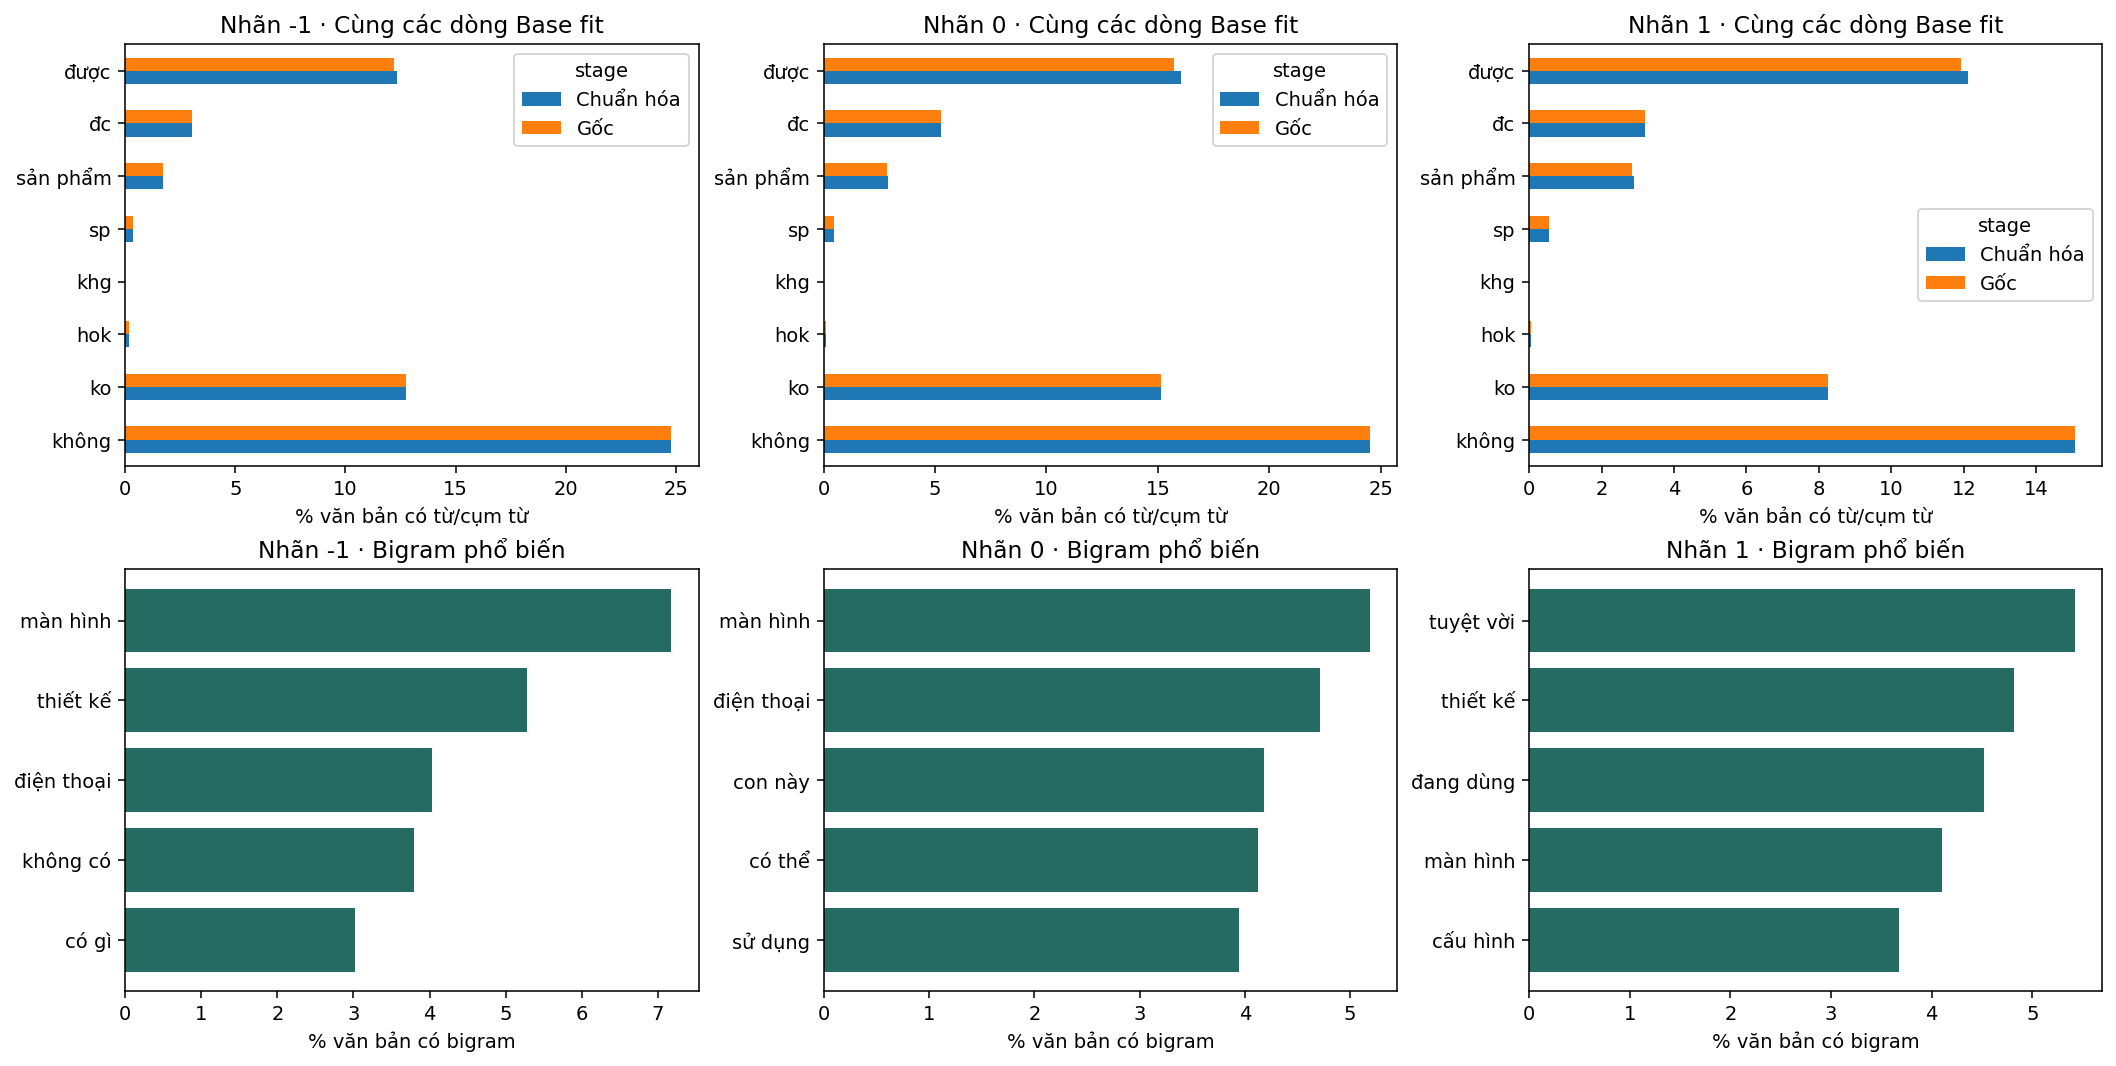 Nhãn -1 · Cùng các dòng Base fit
được
đc
sản phẩm
sp
khg
hok
ko
không
stage
Chuẩn hóa
Gốc
0 5 10 15 20 25
% văn bản có từ/cụm từ
Nhãn 0 · Cùng các dòng Base fit
được
đc
sản phẩm
sp
khg
hok
ko
không
stage
Chuẩn hóa
Gốc
0 5 10 15 20 25
% văn bản có từ/cụm từ
Nhãn 1 · Cùng các dòng Base fit
được
đc
sản phẩm
sp
khg
hok
ko
không
stage
Chuẩn hóa
Gốc
0 2 4 6 8 10 12 14
% văn bản có từ/cụm từ
Nhãn -1 · Bigram phổ biến
màn hình
thiết kế
điện thoại
không có
có gì
0 1 2 3 4 5 6 7
% văn bản có bigram
Nhãn 0 · Bigram phổ biến
màn hình
điện thoại
con này
có thể
sử dụng
0 1 2 3 4 5
% văn bản có bigram
Nhãn 1 · Bigram phổ biến
tuyệt vời
thiết kế
đang dùng
màn hình
cấu hình
0 1 2 3 4 5
% văn bản có bigram